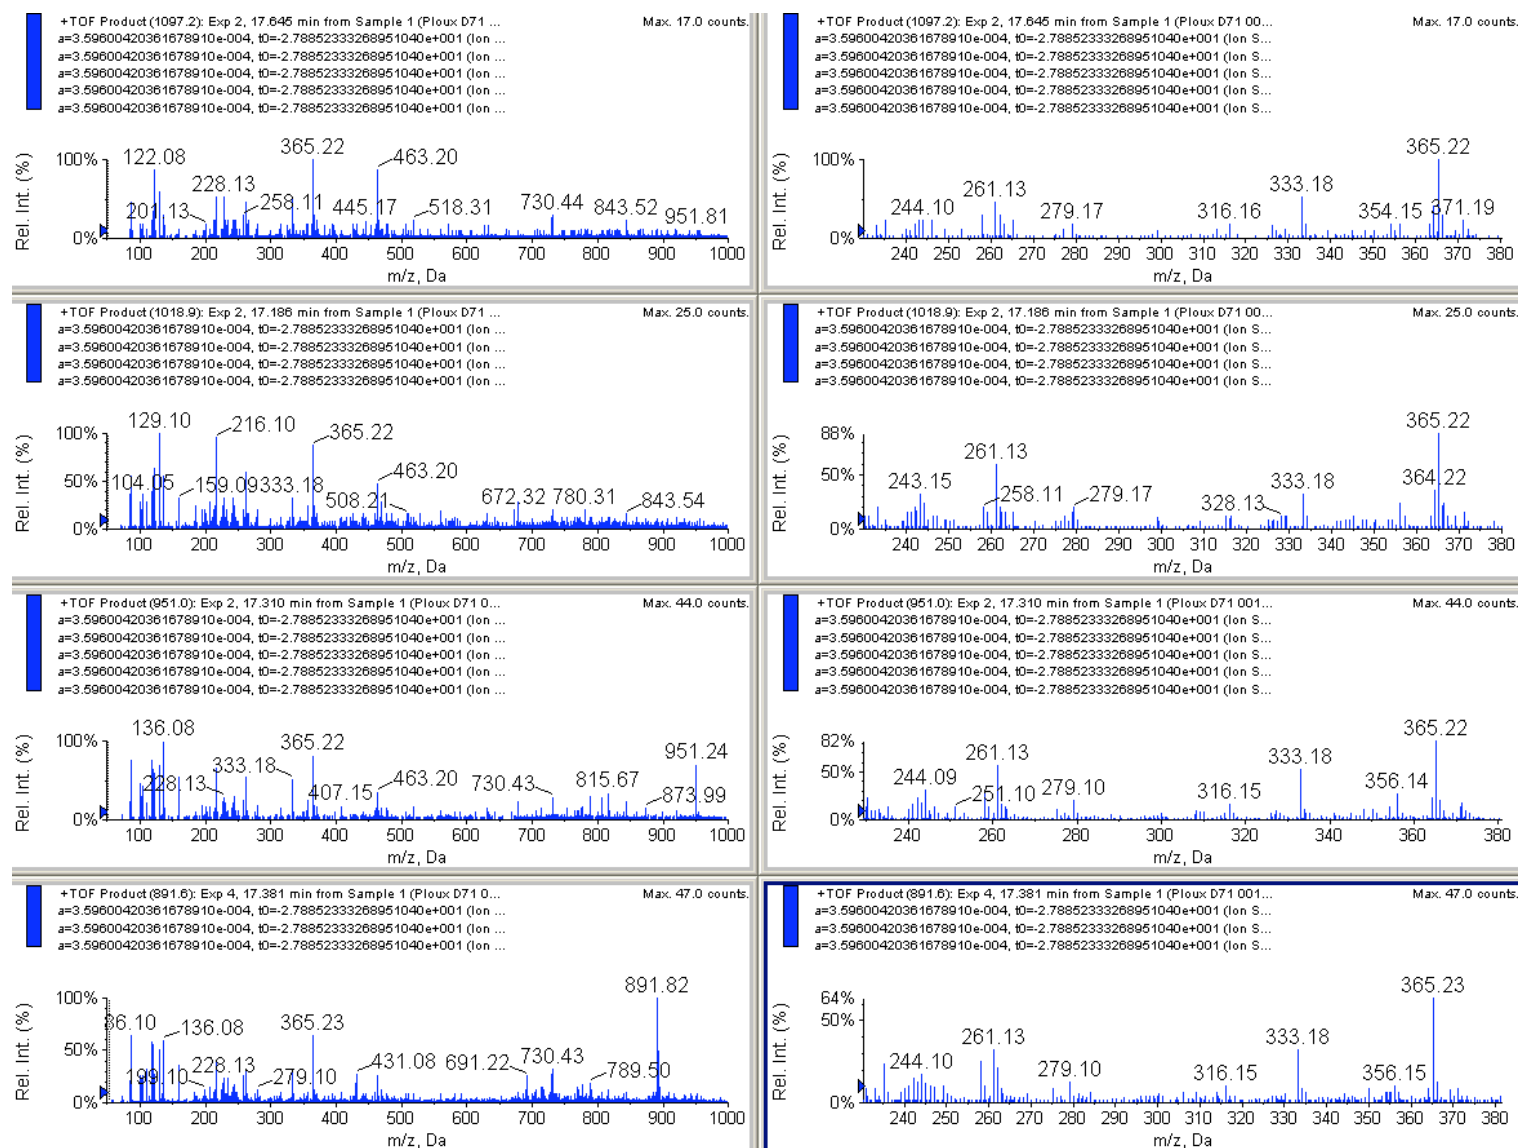 +TOF Product (1097.2): Exp 2, 17.645 min from Sample 1 (Ploux D71 ... Max. 17.0 counts.
a=3.59600420361678910e-004, t0=-2.78852333268951040e+001 (Ion ...
a=3.59600420361678910e-004, t0=-2.78852333268951040e+001 (Ion ...
a=3.59600420361678910e-004, t0=-2.78852333268951040e+001 (Ion ...
a=3.59600420361678910e-004, t0=-2.78852333268951040e+001 (Ion ...
a=3.59600420361678910e-004, t0=-2.78852333268951040e+001 (Ion ...
Rel. Int. (%)
100%
0%
122.08 201.13 228.13 258.11 365.22 445.17 463.20 518.31 730.44 843.52 951.81
100 200 300 400 500 600 700 800 900 1000
m/z, Da
+TOF Product (1097.2): Exp 2, 17.645 min from Sample 1 (Ploux D71 00... Max. 17.0 counts.
a=3.59600420361678910e-004, t0=-2.78852333268951040e+001 (Ion S...
a=3.59600420361678910e-004, t0=-2.78852333268951040e+001 (Ion S...
a=3.59600420361678910e-004, t0=-2.78852333268951040e+001 (Ion S...
a=3.59600420361678910e-004, t0=-2.78852333268951040e+001 (Ion S...
a=3.59600420361678910e-004, t0=-2.78852333268951040e+001 (Ion S...
Rel. Int. (%)
100%
0%
244.10 261.13 279.17 316.16 333.18 354.15 365.22 371.19
240 260 280 300 320 340 360 380
m/z, Da
+TOF Product (1018.9): Exp 2, 17.186 min from Sample 1 (Ploux D71 ... Max. 25.0 counts.
a=3.59600420361678910e-004, t0=-2.78852333268951040e+001 (Ion ...
a=3.59600420361678910e-004, t0=-2.78852333268951040e+001 (Ion ...
a=3.59600420361678910e-004, t0=-2.78852333268951040e+001 (Ion ...
a=3.59600420361678910e-004, t0=-2.78852333268951040e+001 (Ion ...
Rel. Int. (%)
100%
50%
0%
104.05 129.10 159.09 216.10 333.18 365.22 463.20 508.21 672.32 780.31 843.54
100 200 300 400 500 600 700 800 900 1000
m/z, Da
+TOF Product (1018.9): Exp 2, 17.186 min from Sample 1 (Ploux D71 00... Max. 25.0 counts.
a=3.59600420361678910e-004, t0=-2.78852333268951040e+001 (Ion S...
a=3.59600420361678910e-004, t0=-2.78852333268951040e+001 (Ion S...
a=3.59600420361678910e-004, t0=-2.78852333268951040e+001 (Ion S...
a=3.59600420361678910e-004, t0=-2.78852333268951040e+001 (Ion S...
Rel. Int. (%)
88%
50%
0%
243.15 258.11 261.13 279.17 328.13 333.18 364.22 365.22
240 260 280 300 320 340 360 380
m/z, Da
+TOF Product (951.0): Exp 2, 17.310 min from Sample 1 (Ploux D71 0... Max. 44.0 counts.
a=3.59600420361678910e-004, t0=-2.78852333268951040e+001 (Ion ...
a=3.59600420361678910e-004, t0=-2.78852333268951040e+001 (Ion ...
a=3.59600420361678910e-004, t0=-2.78852333268951040e+001 (Ion ...
a=3.59600420361678910e-004, t0=-2.78852333268951040e+001 (Ion ...
a=3.59600420361678910e-004, t0=-2.78852333268951040e+001 (Ion ...
Rel. Int. (%)
100%
0%
136.08 228.13 333.18 365.22 407.15 463.20 730.43 815.67 873.99 951.24
100 200 300 400 500 600 700 800 900 1000
m/z, Da
+TOF Product (951.0): Exp 2, 17.310 min from Sample 1 (Ploux D71 001... Max. 44.0 counts.
a=3.59600420361678910e-004, t0=-2.78852333268951040e+001 (Ion S...
a=3.59600420361678910e-004, t0=-2.78852333268951040e+001 (Ion S...
a=3.59600420361678910e-004, t0=-2.78852333268951040e+001 (Ion S...
a=3.59600420361678910e-004, t0=-2.78852333268951040e+001 (Ion S...
a=3.59600420361678910e-004, t0=-2.78852333268951040e+001 (Ion S...
Rel. Int. (%)
82%
50%
0%
244.09 251.10 261.13 279.10 316.15 333.18 356.14 365.22
240 260 280 300 320 340 360 380
m/z, Da
+TOF Product (891.6): Exp 4, 17.381 min from Sample 1 (Ploux D71 0... Max. 47.0 counts.
a=3.59600420361678910e-004, t0=-2.78852333268951040e+001 (Ion ...
a=3.59600420361678910e-004, t0=-2.78852333268951040e+001 (Ion ...
a=3.59600420361678910e-004, t0=-2.78852333268951040e+001 (Ion ...
Rel. Int. (%)
100%
50%
0%
86.10 136.08 199.10 228.13 279.10 365.23 431.08 691.22 730.43 789.50 891.82
100 200 300 400 500 600 700 800 900 1000
m/z, Da
+TOF Product (891.6): Exp 4, 17.381 min from Sample 1 (Ploux D71 001... Max. 47.0 counts.
a=3.59600420361678910e-004, t0=-2.78852333268951040e+001 (Ion S...
a=3.59600420361678910e-004, t0=-2.78852333268951040e+001 (Ion S...
a=3.59600420361678910e-004, t0=-2.78852333268951040e+001 (Ion S...
Rel. Int. (%)
64%
50%
0%
244.10 261.13 279.10 316.15 333.18 356.15 365.23
240 260 280 300 320 340 360 380
m/z, Da